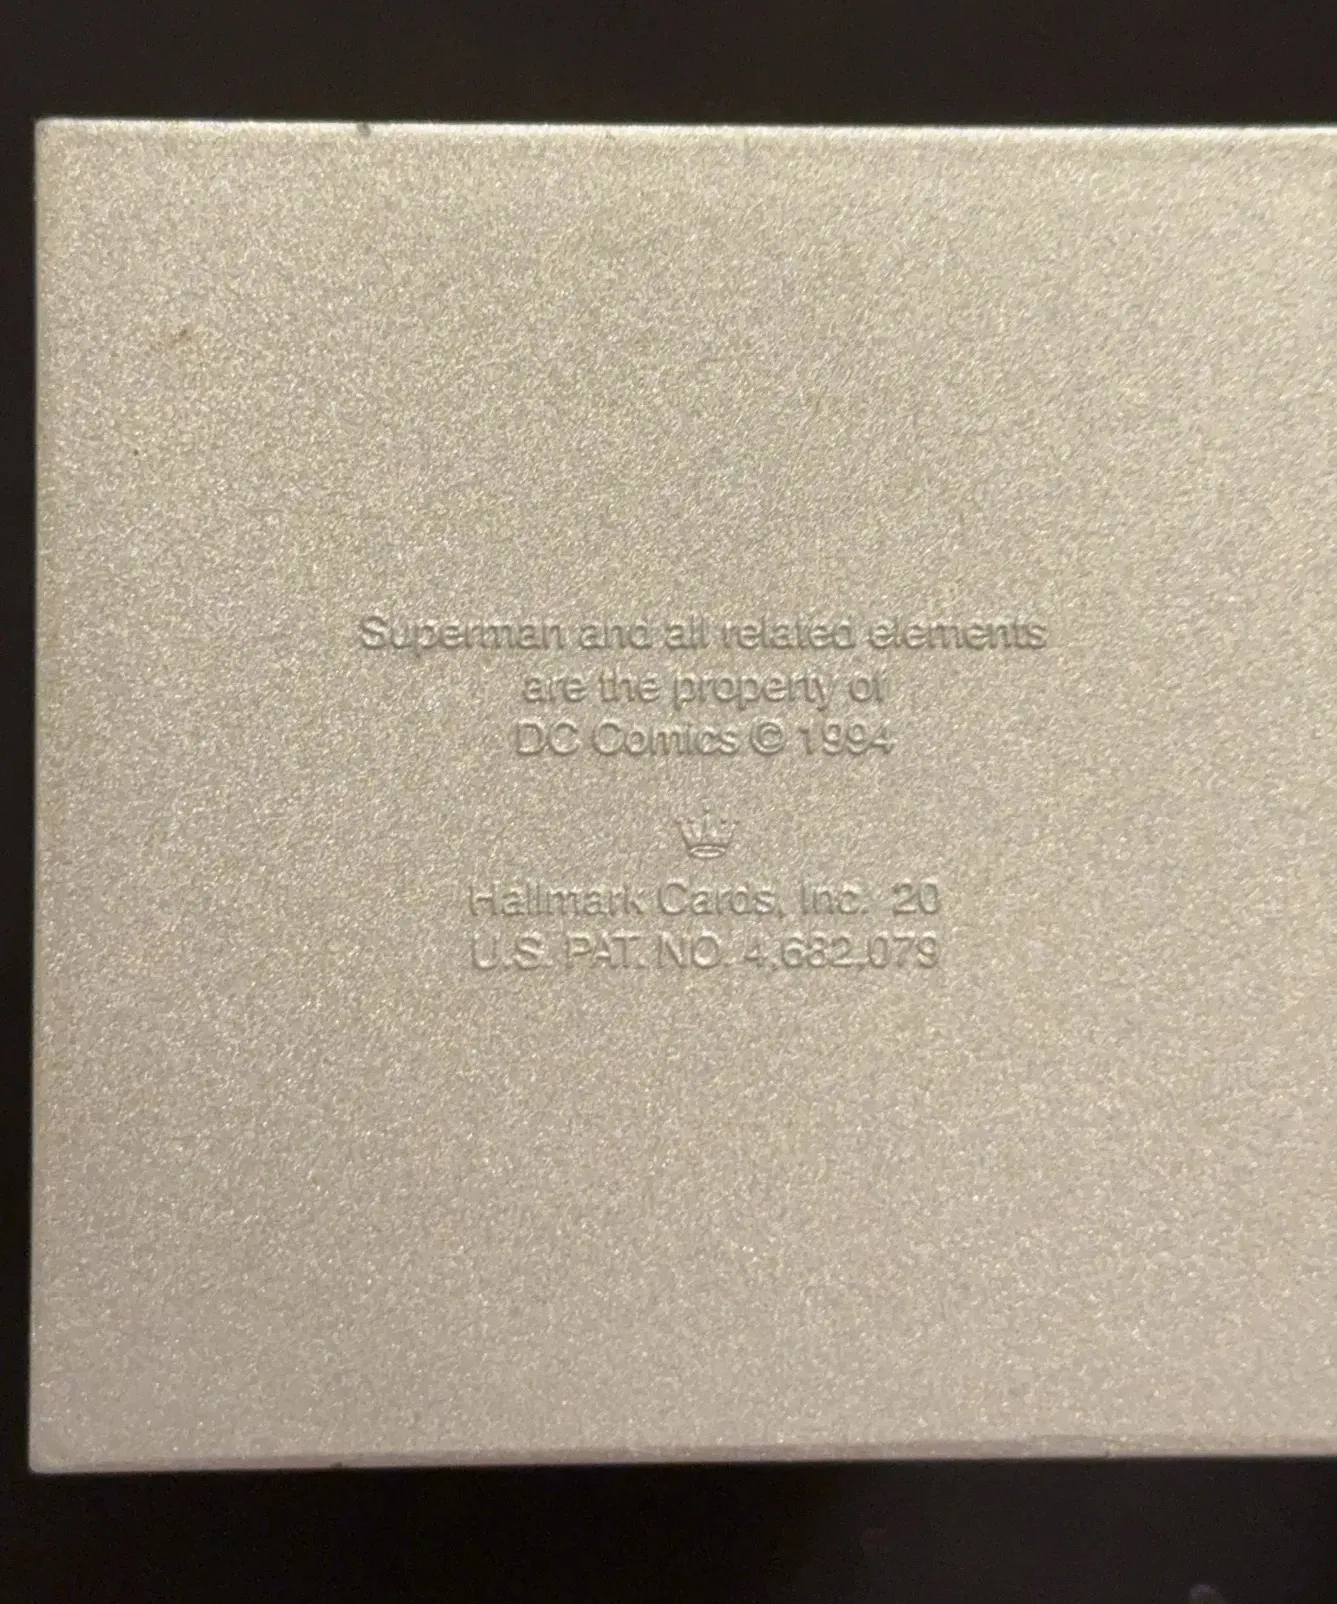 Superman and all related elements
are the property of
DC Comics © 1994
Hallmark Cards, Inc. 20
U.S. PAT. NO. 4,682,079